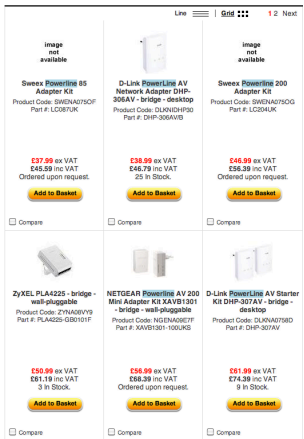 Line | Grid 1 2 Next
image
not
available
image
not
available
Sweex Powerline 85
Adapter Kit
Product Code: SWENA075OF
Part #: LC087UK
£37.99 ex VAT
£45.59 inc VAT
Ordered upon request.
Add to Basket
Compare
D-Link PowerLine AV
Network Adapter DHP-
306AV - bridge - desktop
Product Code: DLKNIDHP30
Part #: DHP-306AV/B
£38.99 ex VAT
£46.79 inc VAT
25 In Stock.
Add to Basket
Compare
Sweex Powerline 200
Adapter Kit
Product Code: SWENA075OG
Part #: LC204UK
£46.99 ex VAT
£56.39 inc VAT
Ordered upon request.
Add to Basket
Compare
ZyXEL PLA4225 - bridge -
wall-pluggable
Product Code: ZYNA08VY9
Part #: PLA4225-GB0101F
£50.99 ex VAT
£61.19 inc VAT
3 In Stock.
Add to Basket
Compare
NETGEAR Powerline AV 200
Mini Adapter Kit XAVB1301
- bridge - wall-pluggable
Product Code: NGENA09E7F
Part #: XAVB1301-100UKS
£56.99 ex VAT
£68.39 inc VAT
Ordered upon request.
Add to Basket
Compare
D-Link PowerLine AV Starter
Kit DHP-307AV - bridge -
desktop
Product Code: DLKNA0758D
Part #: DHP-307AV
£61.99 ex VAT
£74.39 inc VAT
9 In Stock.
Add to Basket
Compare